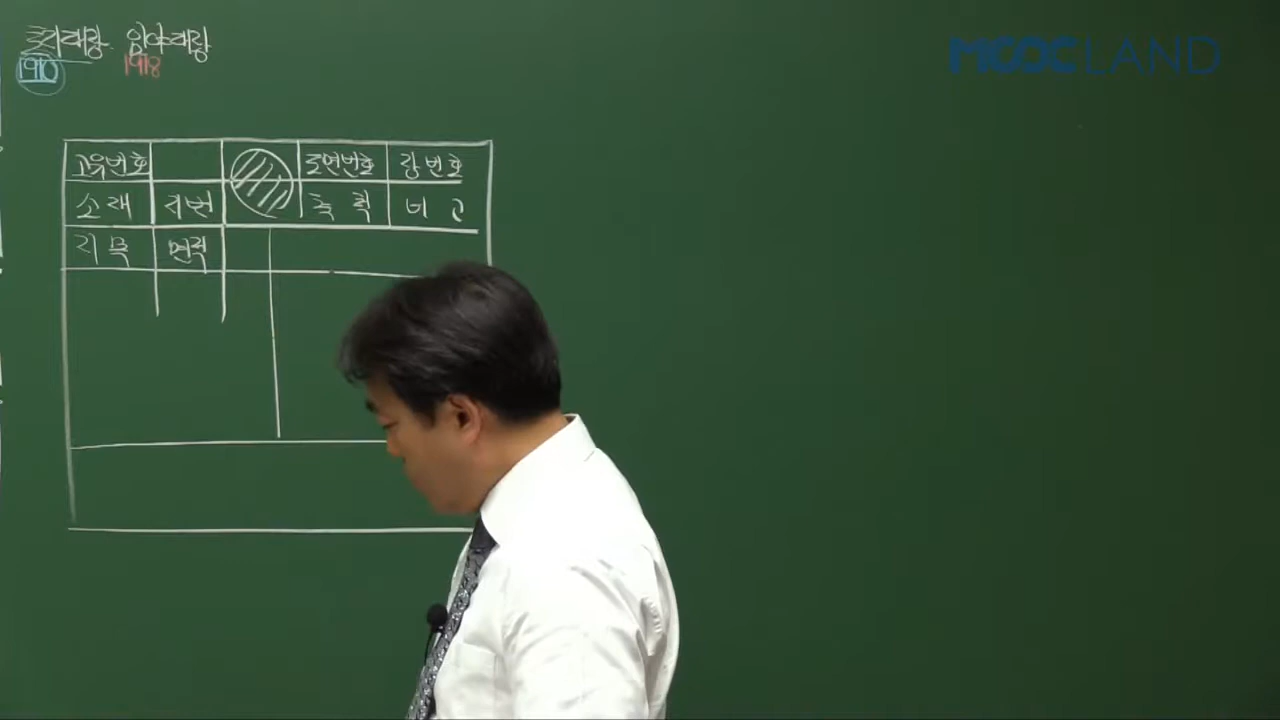 토지대장 임야대장
1910 1918
MOOCLAND
고유번호 도면번호 장번호
소재 지번 축척 비고
지목 면적